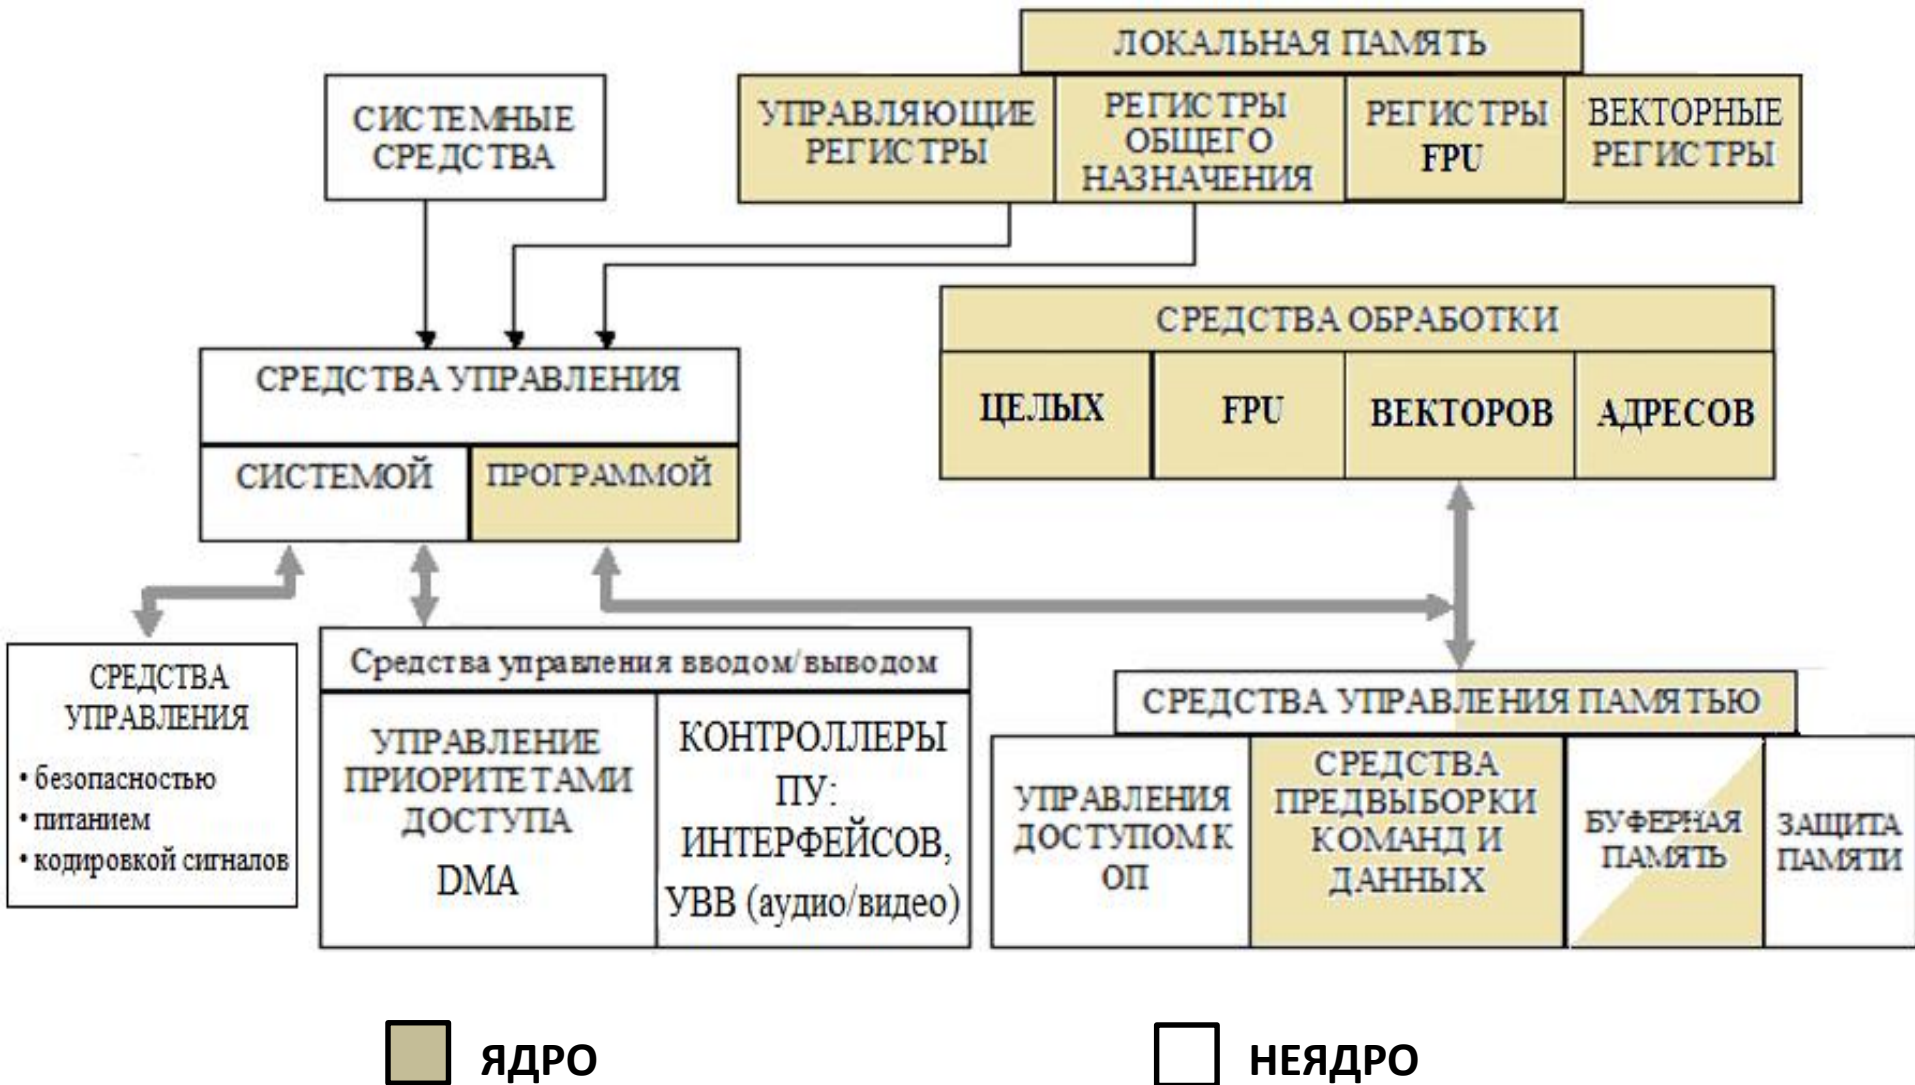 ЛОКАЛЬНАЯ ПАМЯТЬ
СИСТЕМНЫЕ
СРЕДСТВА
УПРАВЛЯЮЩИЕ
РЕГИСТРЫ
РЕГИСТРЫ
ОБЩЕГО
НАЗНАЧЕНИЯ
РЕГИСТРЫ
FPU
ВЕКТОРНЫЕ
РЕГИСТРЫ
СРЕДСТВА ОБРАБОТКИ
ЦЕЛЫХ
FPU
ВЕКТОРОВ
АДРЕСОВ
СРЕДСТВА УПРАВЛЕНИЯ
СИСТЕМОЙ
ПРОГРАММОЙ
СРЕДСТВА
УПРАВЛЕНИЯ
• безопасностью
• питанием
• кодировкой сигналов
Средства управления вводом/выводом
УПРАВЛЕНИЕ
ПРИОРИТЕТАМИ
ДОСТУПА
DMA
КОНТРОЛЛЕРЫ
ПУ:
ИНТЕРФЕЙСОВ,
УВВ (аудио/видео)
СРЕДСТВА УПРАВЛЕНИЯ ПАМЯТЬЮ
УПРАВЛЕНИЯ
ДОСТУПОМ К
ОП
СРЕДСТВА
ПРЕДВЫБОРКИ
КОМАНД И
ДАННЫХ
БУФЕРНАЯ
ПАМЯТЬ
ЗАЩИТА
ПАМЯТИ
ЯДРО
НЕЯДРО